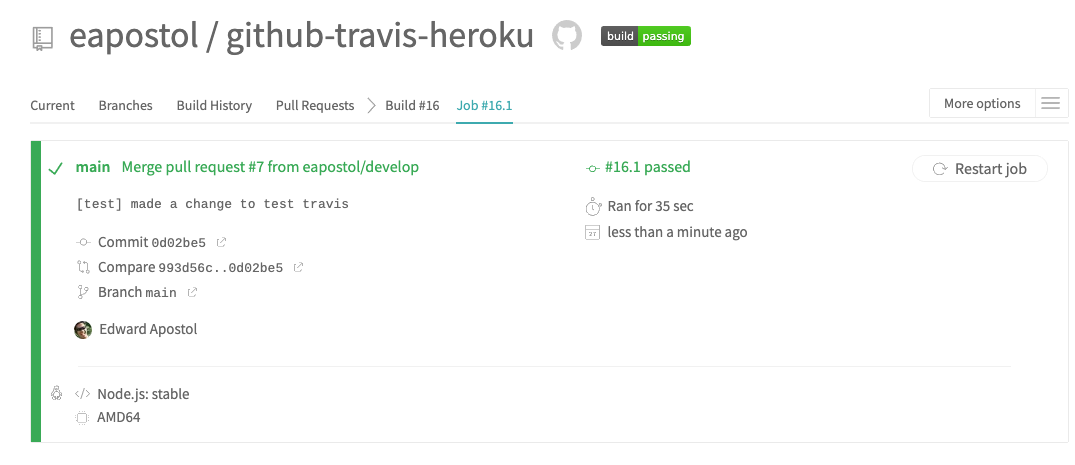 eapostol / github-travis-heroku build passing
Current Branches Build History Pull Requests Build #16 Job #16.1 More options
main Merge pull request #7 from eapostol/develop #16.1 passed Restart job
[test] made a change to test travis Ran for 35 sec
less than a minute ago
Commit 0d02be5
Compare 993d56c..0d02be5
Branch main
Edward Apostol
</> Node.js: stable
AMD64